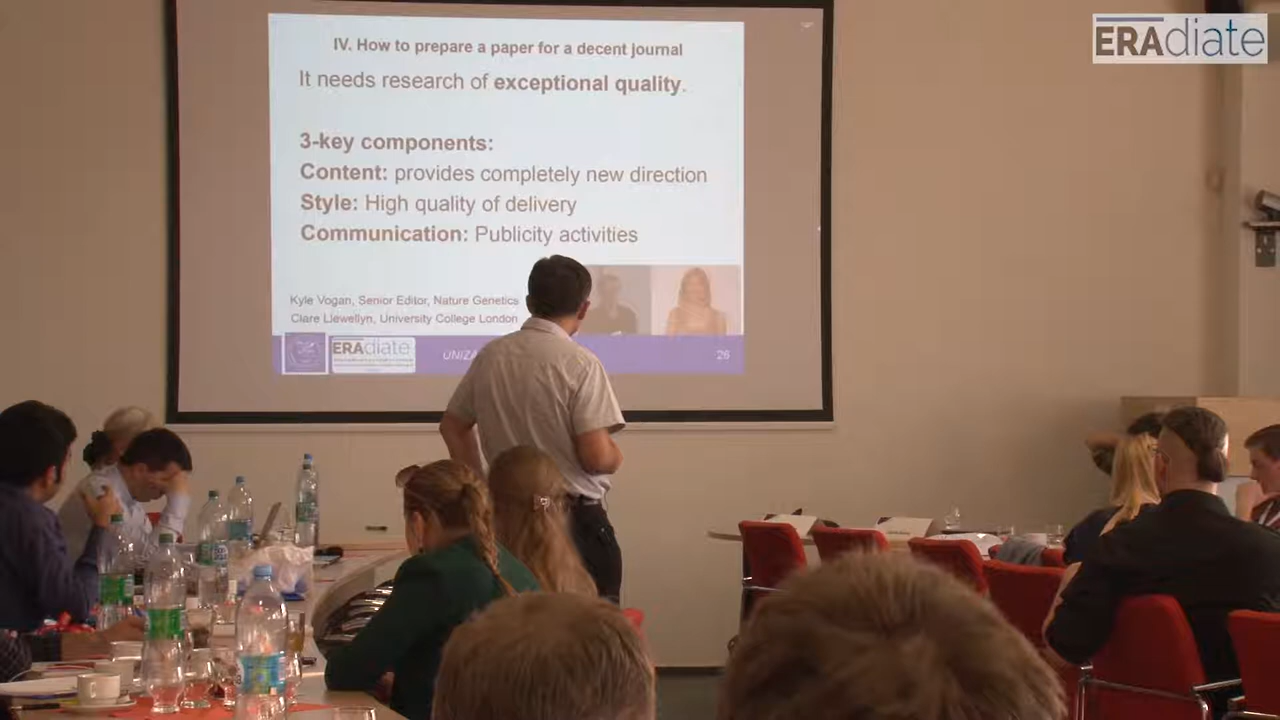 ERAdiate
IV. How to prepare a paper for a decent journal
It needs research of exceptional quality.
3-key components:
Content: provides completely new direction
Style: High quality of delivery
Communication: Publicity activities
Kyle Vogan, Senior Editor, Nature Genetics
Clare Llewellyn, University College London
ERAdiate
UNIZA
26